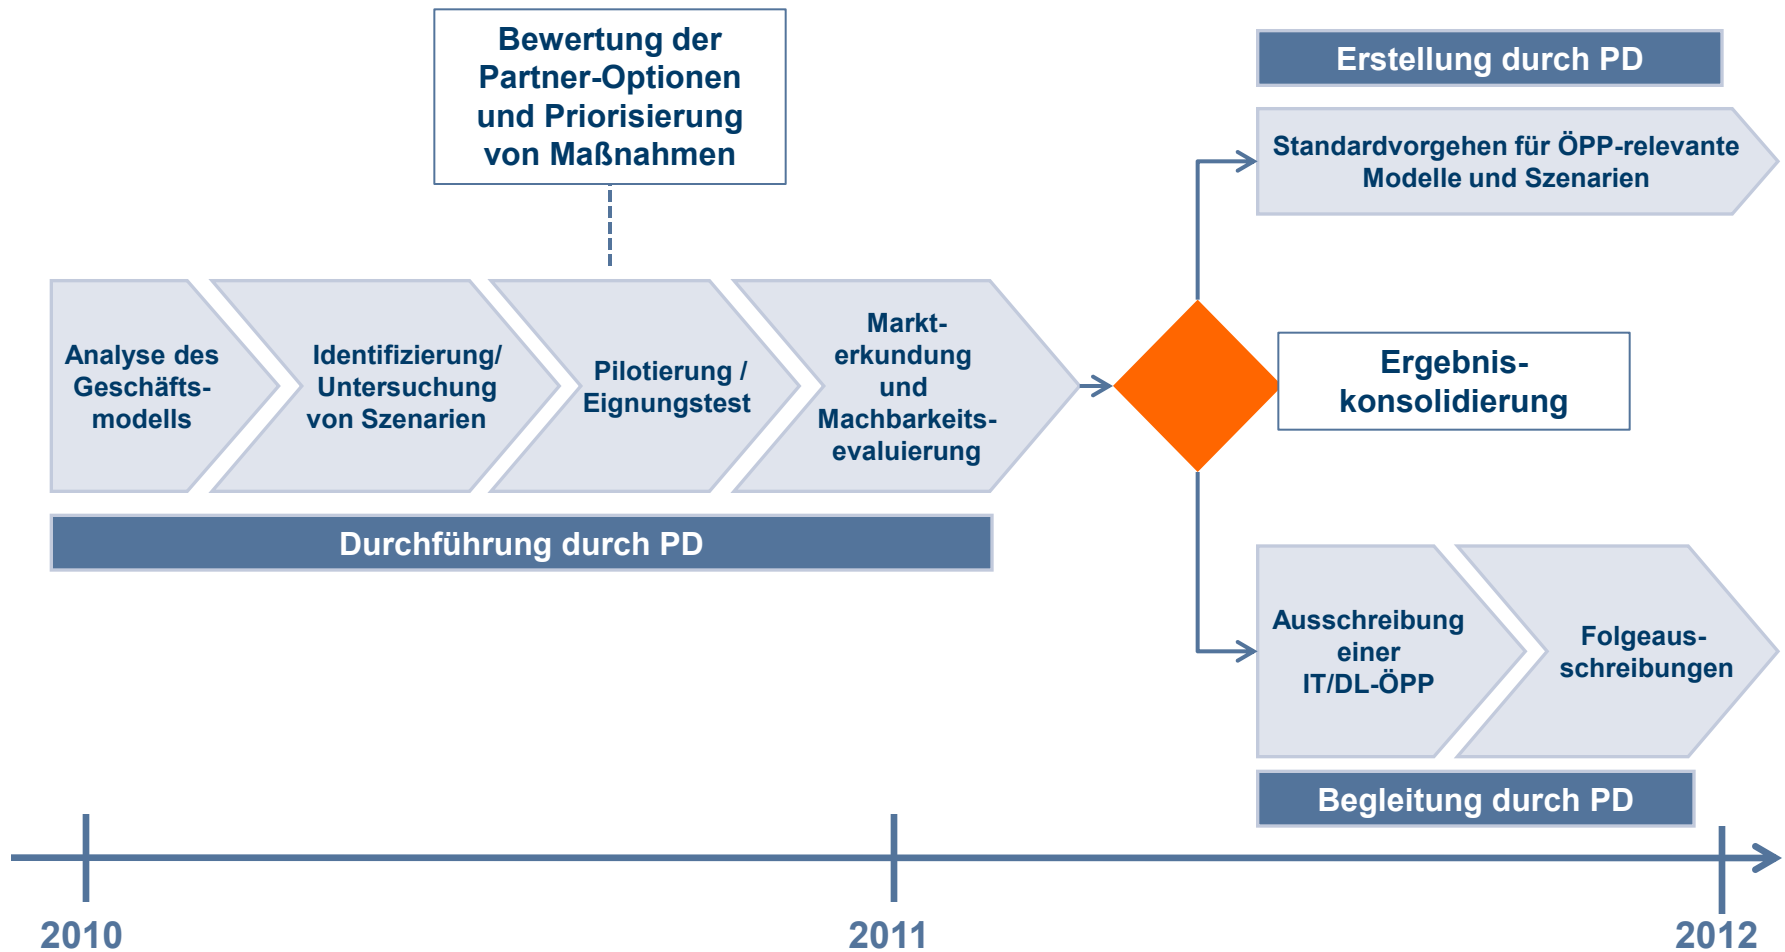 Bewertung der
Partner-Optionen
und Priorisierung
von Maßnahmen
Erstellung durch PD
Standardvorgehen für ÖPP-relevante
Modelle und Szenarien
Analyse des
Geschäfts-
modells
Identifizierung/
Untersuchung
von Szenarien
Pilotierung /
Eignungstest
Markt-
erkundung
und
Machbarkeits-
evaluierung
Ergebnis-
konsolidierung
Durchführung durch PD
Ausschreibung
einer
IT/DL-ÖPP
Folgeaus-
schreibungen
Begleitung durch PD
2010
2011
2012